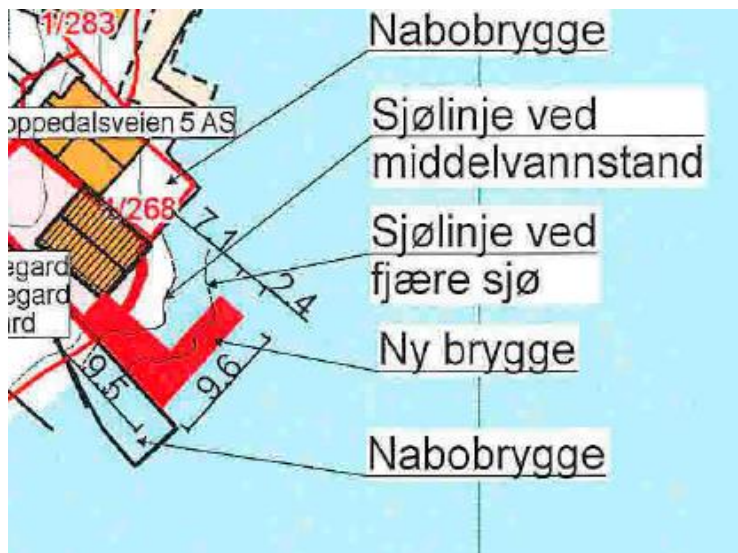 1/283
Nabobrygge
oppedalsveien 5 AS
Sjølinje ved
middelvannstand
1/268
7.1
Sjølinje ved
fjære sjø
2.4
egard
egard
ard
Ny brygge
9.5
9.6
Nabobrygge